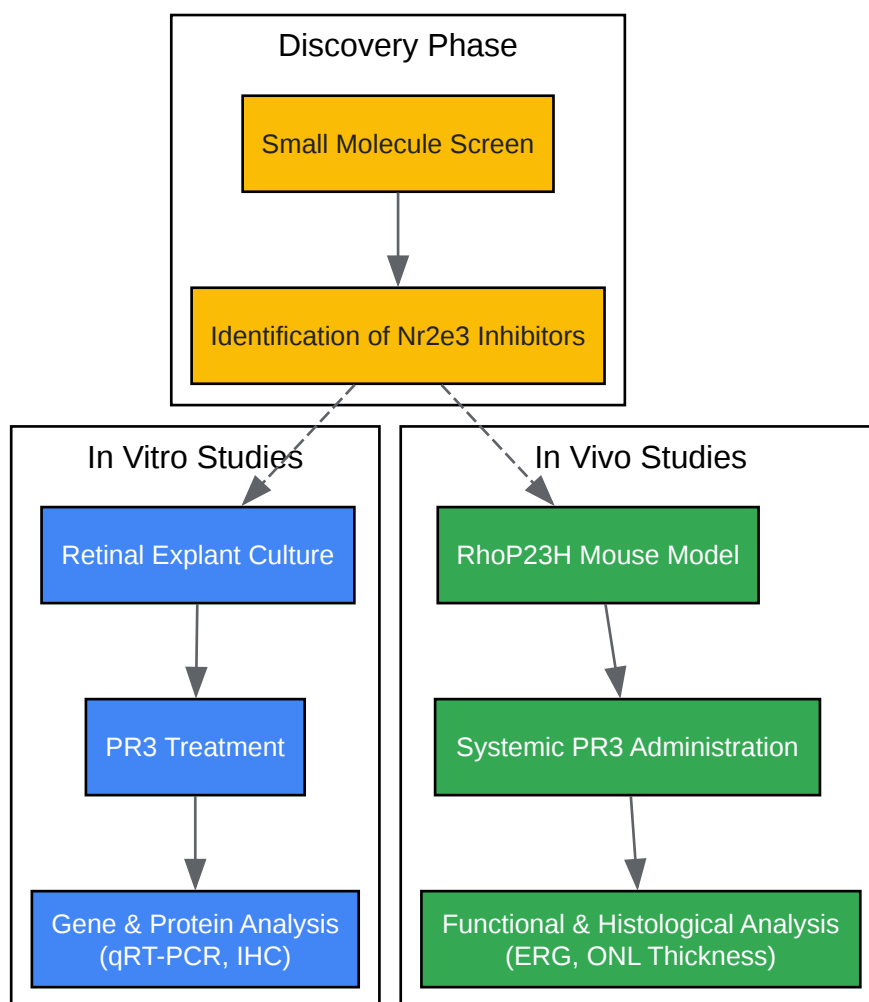 Discovery Phase
Small Molecule Screen
Identification of Nr2e3 Inhibitors
In Vitro Studies
Retinal Explant Culture
PR3 Treatment
Gene & Protein Analysis
(qRT-PCR, IHC)
In Vivo Studies
RhoP23H Mouse Model
Systemic PR3 Administration
Functional & Histological Analysis
(ERG, ONL Thickness)